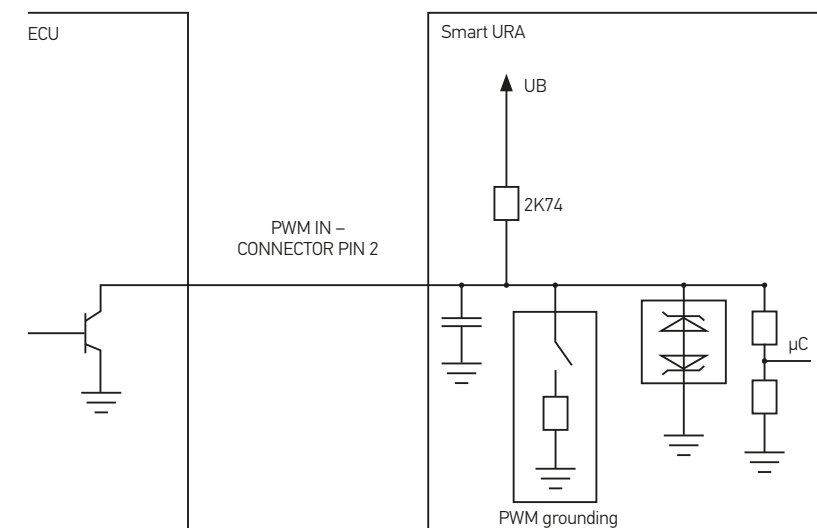 ECU
Smart URA
UB
2K74
PWM IN –
CONNECTOR PIN 2
µC
PWM grounding